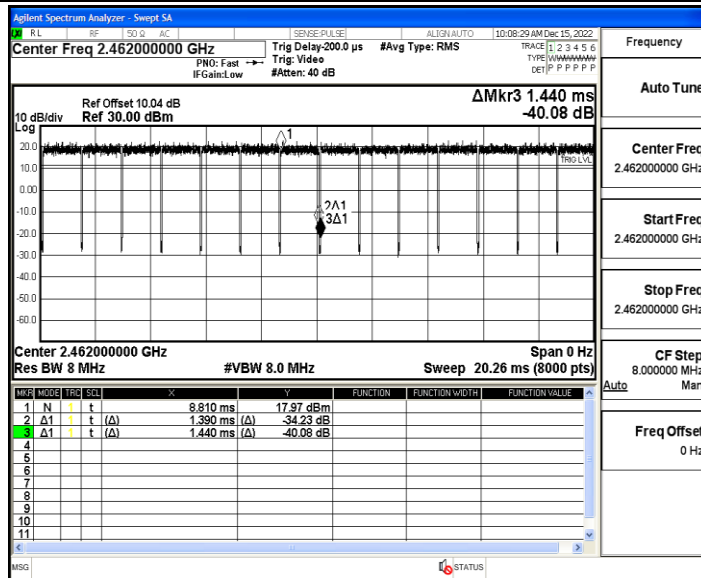 Agilent Spectrum Analyzer - Swept SA
RL RF 50 Ω AC SENSE:PULSE ALIGN AUTO 10:08:29 AM Dec 15, 2022
Center Freq 2.462000000 GHz
PNO: Fast
IFGain:Low
Trig Delay-200.0 µs
Trig: Video
#Atten: 40 dB
#Avg Type: RMS
TRACE 1 2 3 4 5 6
TYPE
DET P P P P P P
Ref Offset 10.04 dB
10 dB/div Ref 30.00 dBm
ΔMkr3 1.440 ms
-40.08 dB
Log
20.0
10.0
0.00
-10.0
-20.0
-30.0
-40.0
-50.0
-60.0
1
TRIG LVL
2Δ1
3Δ1
Center 2.462000000 GHz Span 0 Hz
Res BW 8 MHz #VBW 8.0 MHz Sweep 20.26 ms (8000 pts)
MKR MODE TRC SCL X Y FUNCTION FUNCTION WIDTH FUNCTION VALUE
1 N 1 t 8.810 ms 17.97 dBm
2 Δ1 1 t (Δ) 1.390 ms (Δ) -34.23 dB
3 Δ1 1 t (Δ) 1.440 ms (Δ) -40.08 dB
4
5
6
7
8
9
10
11
MSG STATUS
Frequency
Auto Tune
Center Freq
2.462000000 GHz
Start Freq
2.462000000 GHz
Stop Freq
2.462000000 GHz
CF Step
8.000000 MHz
Auto Man
Freq Offset
0 Hz